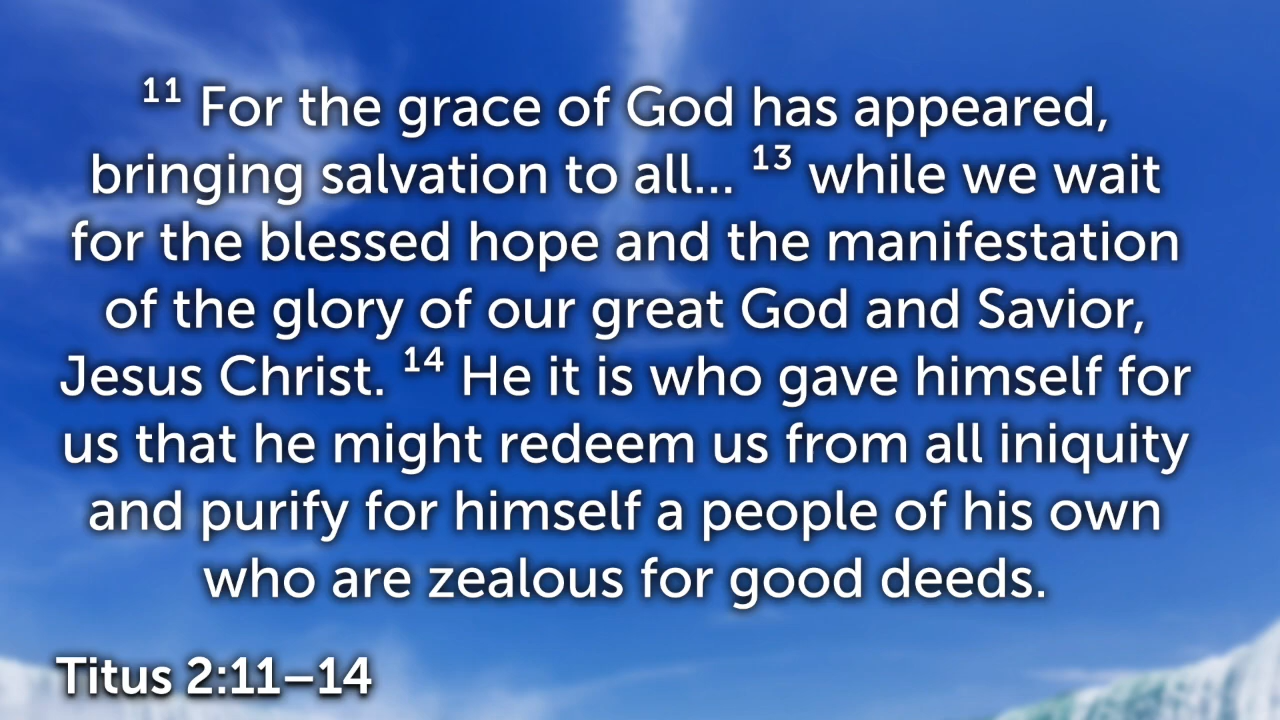 ¹¹ For the grace of God has appeared,
bringing salvation to all... ¹³ while we wait
for the blessed hope and the manifestation
of the glory of our great God and Savior,
Jesus Christ. ¹⁴ He it is who gave himself for
us that he might redeem us from all iniquity
and purify for himself a people of his own
who are zealous for good deeds.
Titus 2:11–14